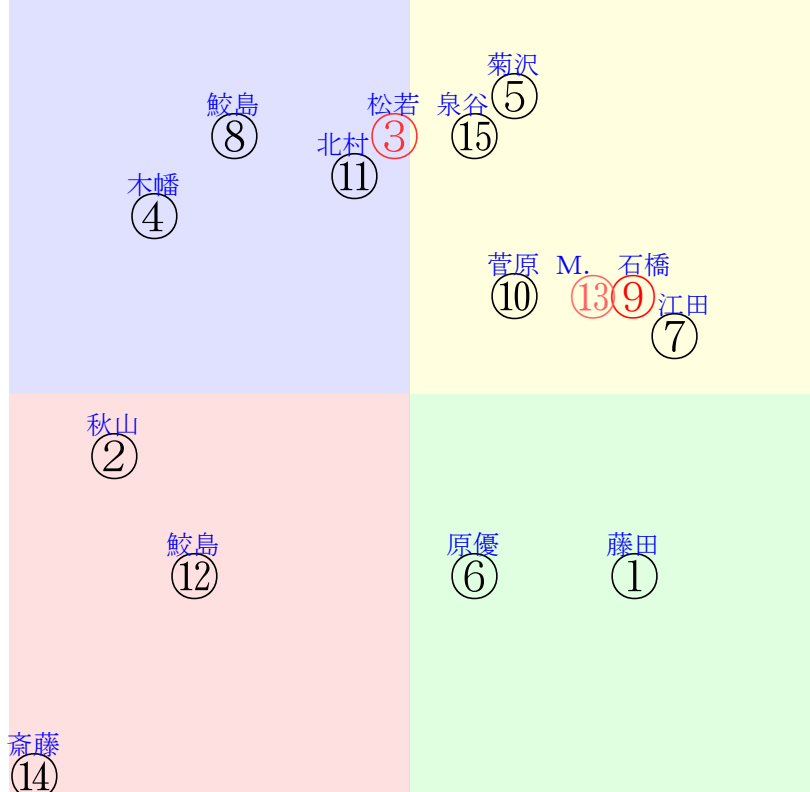 菊沢
⑤
鮫島
⑧
松若
③
泉谷
⑮
北村
⑪
木幡
④
菅原
⑩
M.
⑬
石橋
⑨
江田
⑦
秋山
②
鮫島
⑫
原優
⑥
藤田
①
斎藤
⑭